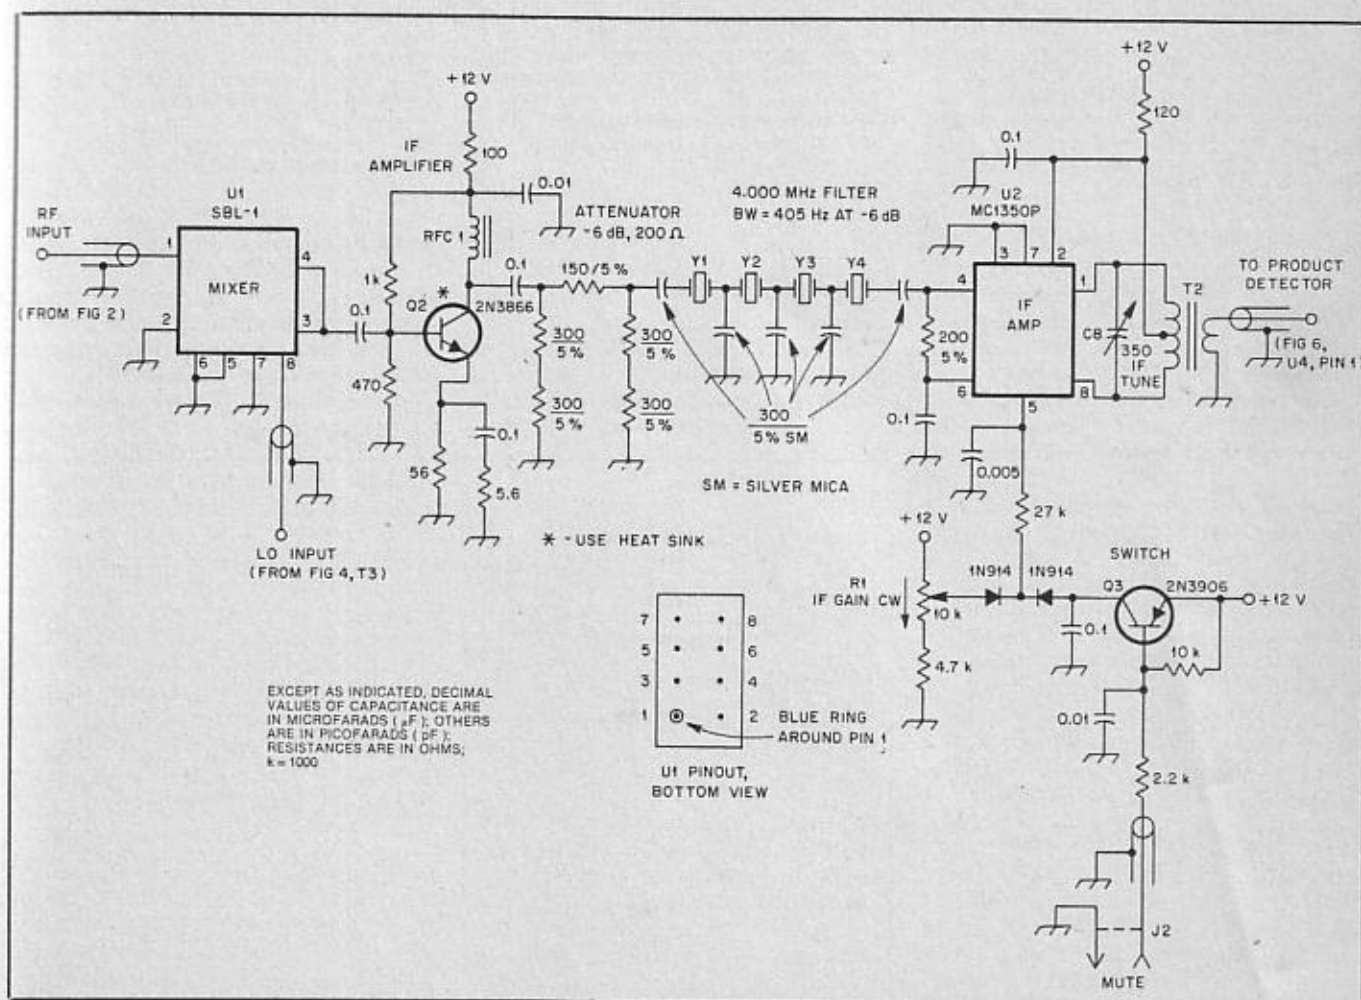 +12 V
100
IF
AMPLIFIER
0.01
U1
SBL-1
RF
INPUT
1
4
MIXER
3
2
6
5
7
8
(FROM FIG 2)
RFC 1
1k
0.1
Q2
*
2N3866
470
56
0.1
5.6
LO INPUT
(FROM FIG 4, T3)
ATTENUATOR
-6 dB, 200 Ω
0.1
150/5%
300
5%
300
5%
300
5%
300
5%
* - USE HEAT SINK
4.000 MHz FILTER
BW = 405 Hz AT -6 dB
Y1
Y2
Y3
Y4
300
5% SM
SM = SILVER MICA
+12 V
120
0.1
U2
MC1350P
3
7
2
4
1
IF
AMP
6
8
5
200
5%
0.1
0.005
C8
350
IF
TUNE
T2
TO PRODUCT
DETECTOR
(FIG 6,
U4, PIN 1)
27 k
+12 V
R1
IF GAIN CW
10k
4.7 k
1N914
1N914
SWITCH
Q3
2N3906
+12 V
0.1
10 k
0.01
2.2k
J2
MUTE
7
8
5
6
3
4
1
2
BLUE RING
AROUND PIN 1
U1 PINOUT,
BOTTOM VIEW
EXCEPT AS INDICATED, DECIMAL
VALUES OF CAPACITANCE ARE
IN MICROFARADS (μF); OTHERS
ARE IN PICOFARADS (pF);
RESISTANCES ARE IN OHMS;
k = 1000